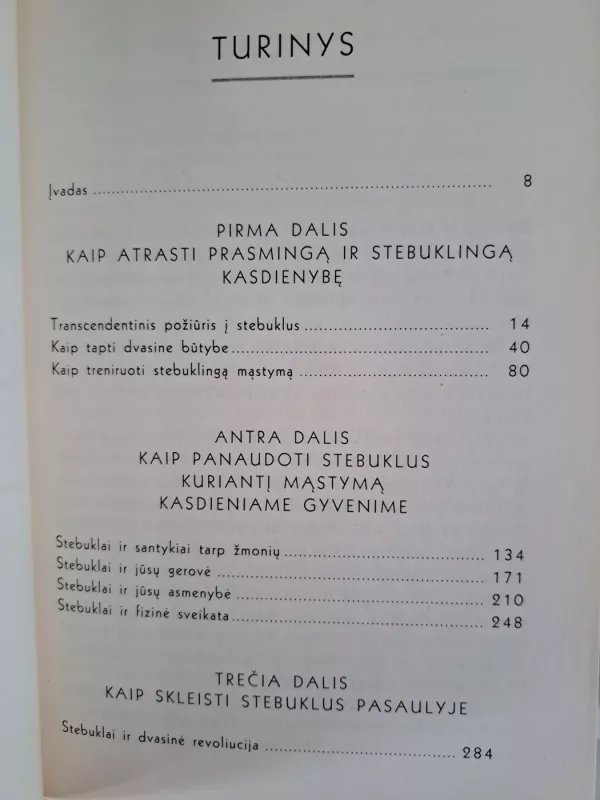 TURINYS
Įvadas ........................................................................ 8
PIRMA DALIS
KAIP ATRASTI PRASMINGĄ IR STEBUKLINGĄ
KASDIENYBĘ
Transcendentinis požiūris į stebuklus ................................. 14
Kaip tapti dvasine būtybe ............................................. 40
Kaip treniruoti stebuklingą mąstymą .................................. 80
ANTRA DALIS
KAIP PANAUDOTI STEBUKLUS
KURIANTĮ MĄSTYMĄ
KASDIENIAME GYVENIME
Stebuklai ir santykiai tarp žmonių .................................... 134
Stebuklai ir jūsų gerovė ................................................ 171
Stebuklai ir jūsų asmenybė ............................................ 210
Stebuklai ir fizinė sveikata ............................................. 248
TREČIA DALIS
KAIP SKLEISTI STEBUKLUS PASAULYJE
Stebuklai ir dvasinė revoliucija ....................................... 284